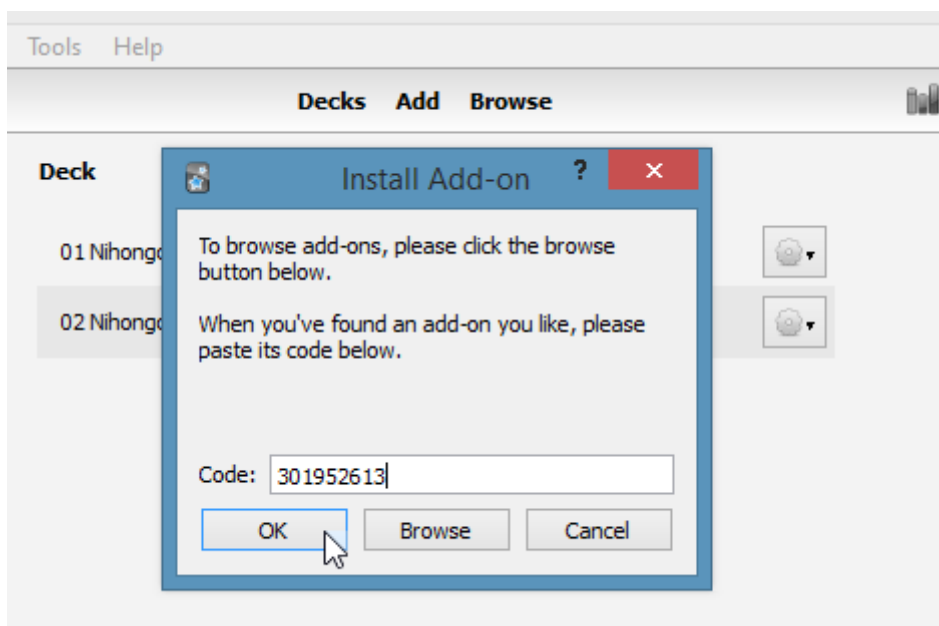 Tools Help
Decks Add Browse
Deck
Install Add-on ?
01 Nihongo
To browse add-ons, please click the browse
button below.
02 Nihongo
When you've found an add-on you like, please
paste its code below.
Code: 301952613
OK Browse Cancel